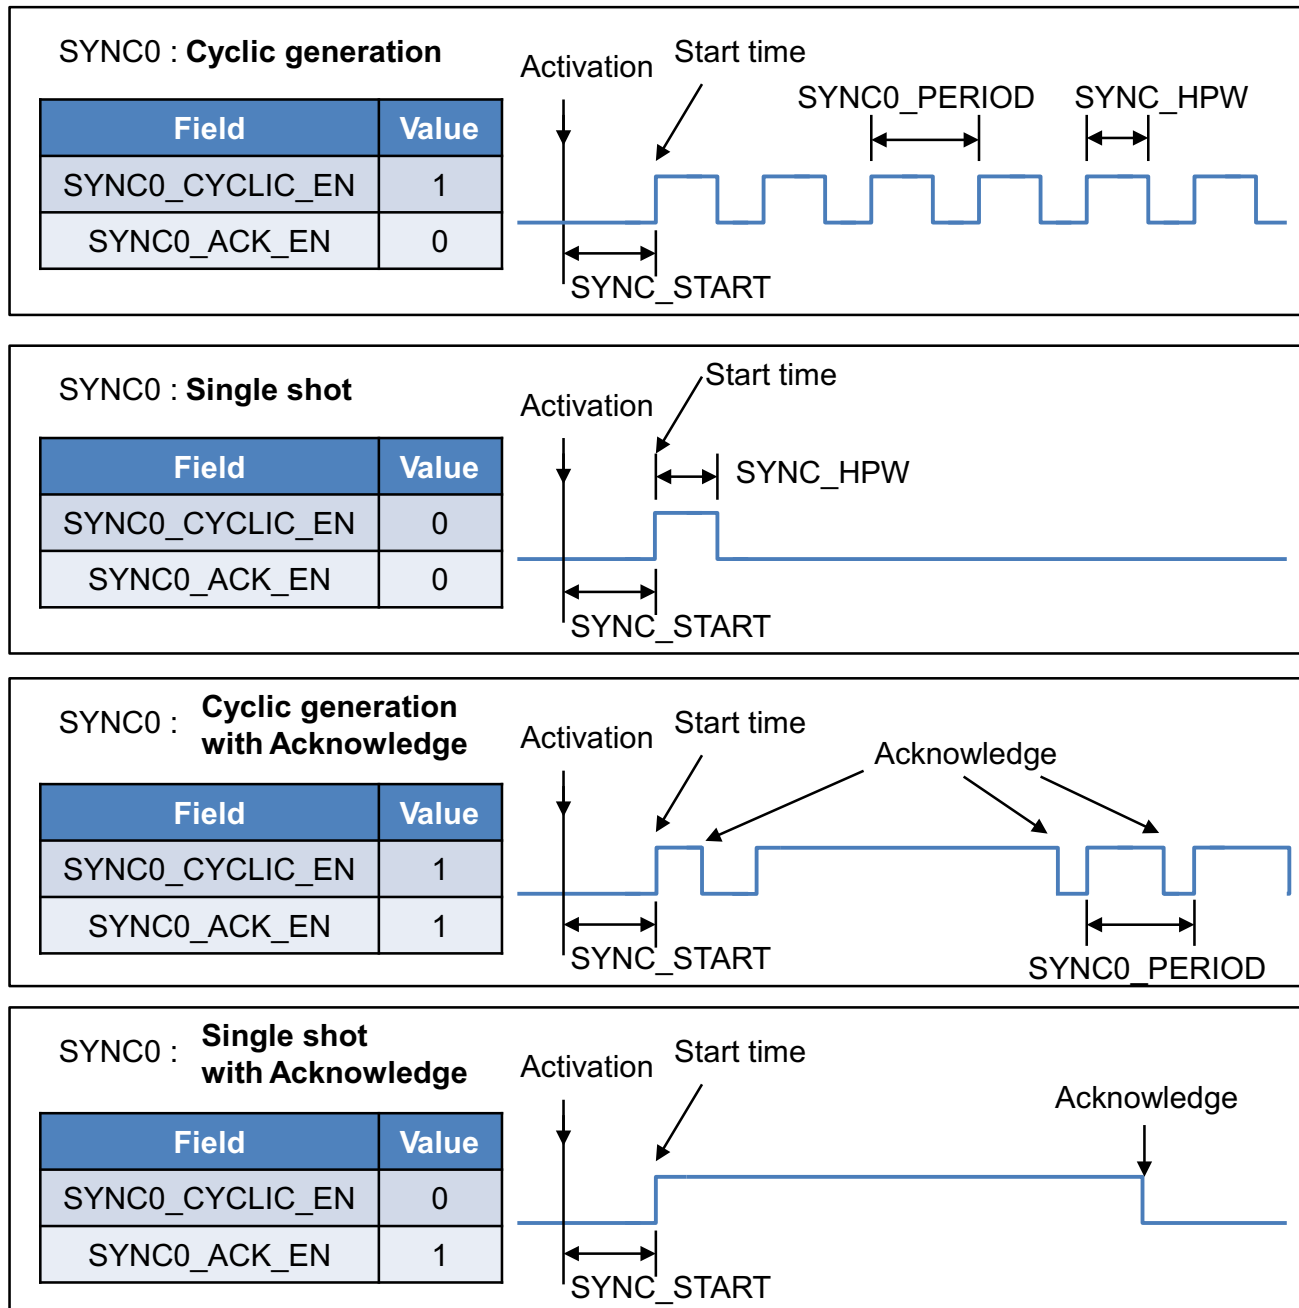 SYNC0 : Cyclic generation
Activation
Start time
SYNC0_PERIOD
SYNC_HPW
Field Value
SYNC0_CYCLIC_EN 1
SYNC0_ACK_EN 0
SYNC_START
SYNC0 : Single shot
Activation
Start time
SYNC_HPW
Field Value
SYNC0_CYCLIC_EN 0
SYNC0_ACK_EN 0
SYNC_START
SYNC0 : Cyclic generation
with Acknowledge
Activation
Start time
Acknowledge
Field Value
SYNC0_CYCLIC_EN 1
SYNC0_ACK_EN 1
SYNC_START
SYNC0_PERIOD
SYNC0 : Single shot
with Acknowledge
Activation
Start time
Acknowledge
Field Value
SYNC0_CYCLIC_EN 0
SYNC0_ACK_EN 1
SYNC_START